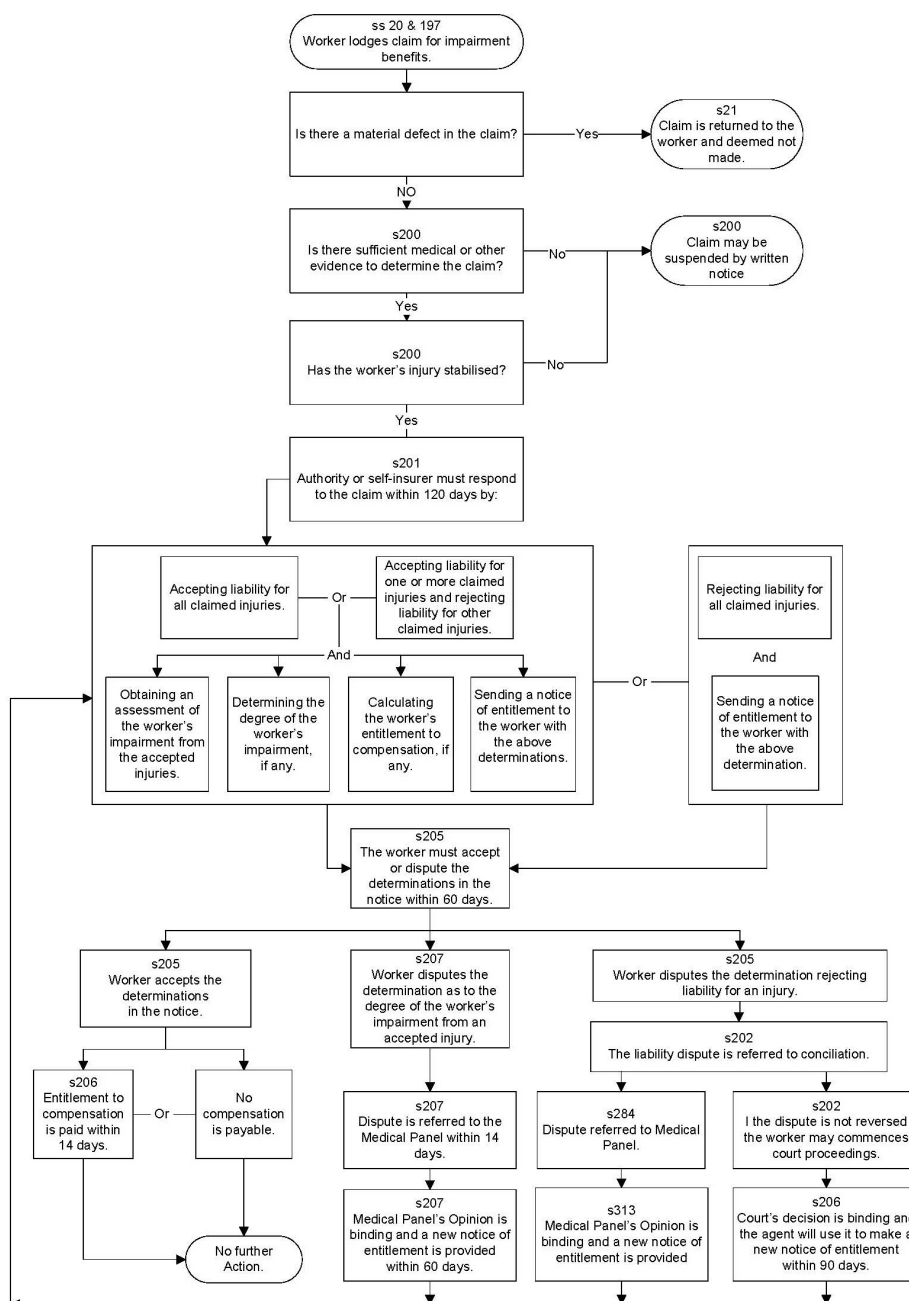 ss 20 & 197
Worker lodges claim for impairment
benefits.
Is there a material defect in the claim?
Yes
s21
Claim is returned to the
worker and deemed not
made.
NO
s200
Is there sufficient medical or other
evidence to determine the claim?
No
s200
Claim may be
suspended by written
notice
Yes
s200
Has the worker's injury stabilised?
No
Yes
s201
Authority or self-insurer must respond
to the claim within 120 days by:
Accepting liability for
all claimed injuries.
Or
Accepting liability for
one or more claimed
injuries and rejecting
liability for other
claimed injuries.
And
Obtaining an
assessment of
the worker's
impairment from
the accepted
injuries.
Determining the
degree of the
worker's
impairment,
if any.
Calculating
the worker's
entitlement to
compensation, if
any.
Sending a notice of
entitlement to the
worker with the
above
determinations.
Or
Rejecting liability for
all claimed injuries.
And
Sending a notice
of entitlement to
the worker with
the above
determination.
s205
The worker must accept
or dispute the
determinations in the
notice within 60 days.
s205
Worker accepts the
determinations
in the notice.
s206
Entitlement to
compensation
is paid within
14 days.
Or
No
compensation
is payable.
No further
Action.
s207
Worker disputes the
determination as to the
degree of the worker's
impairment from an
accepted injury.
s207
Dispute is referred to the
Medical Panel within 14
days.
s207
Medical Panel's Opinion is
binding and a new notice of
entitlement is provided
within 60 days.
s205
Worker disputes the determination rejecting
liability for an injury.
s202
The liability dispute is referred to conciliation.
s284
Dispute referred to Medical
Panel.
s313
Medical Panel's Opinion is
binding and a new notice of
entitlement is provided
s202
I the dispute is not reversed
the worker may commences
court proceedings.
s206
Court's decision is binding and
the agent will use it to make a
new notice of entitlement
within 90 days.